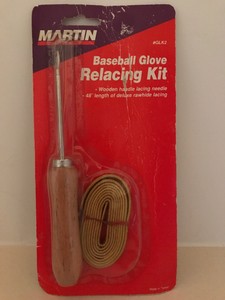 MARTIN
#GLK2
Baseball Glove
Relacing Kit
- Wooden handle lacing needle
- 48" length of deluxe rawhide lacing